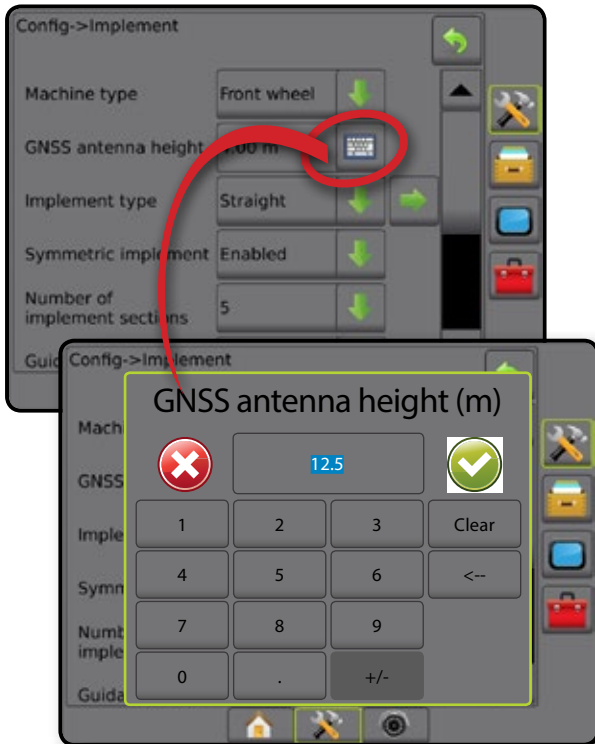 Config->Implement
Machine type Front wheel
GNSS antenna height .00 m
Implement type Straight
Symmetric implement Enabled
Number of
implement sections 5
Guid
Config->Implement
GNSS antenna height (m)
Mach
12.5
GNSS
1 2 3 Clear
Imple
4 5 6 <--
Symm
7 8 9
Numb
imple
0 . +/-
Guida